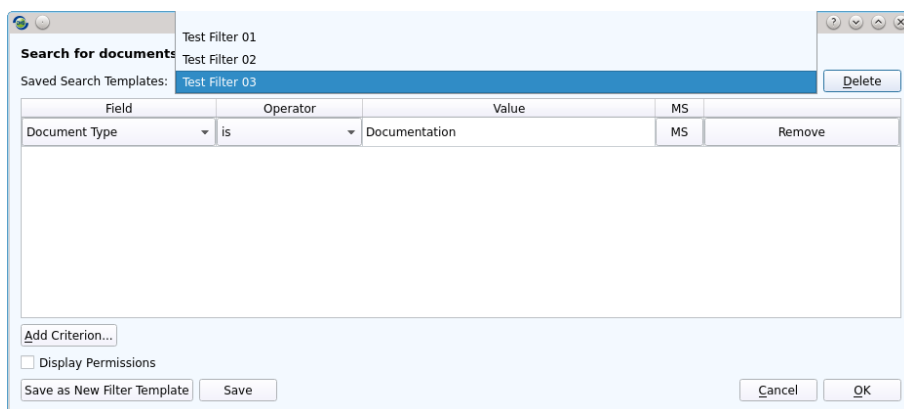 Test Filter 01
Search for documents
Test Filter 02
Saved Search Templates: Test Filter 03 Delete
Field Operator Value MS
Document Type is Documentation MS Remove
Add Criterion...
Display Permissions
Save as New Filter Template Save Cancel OK